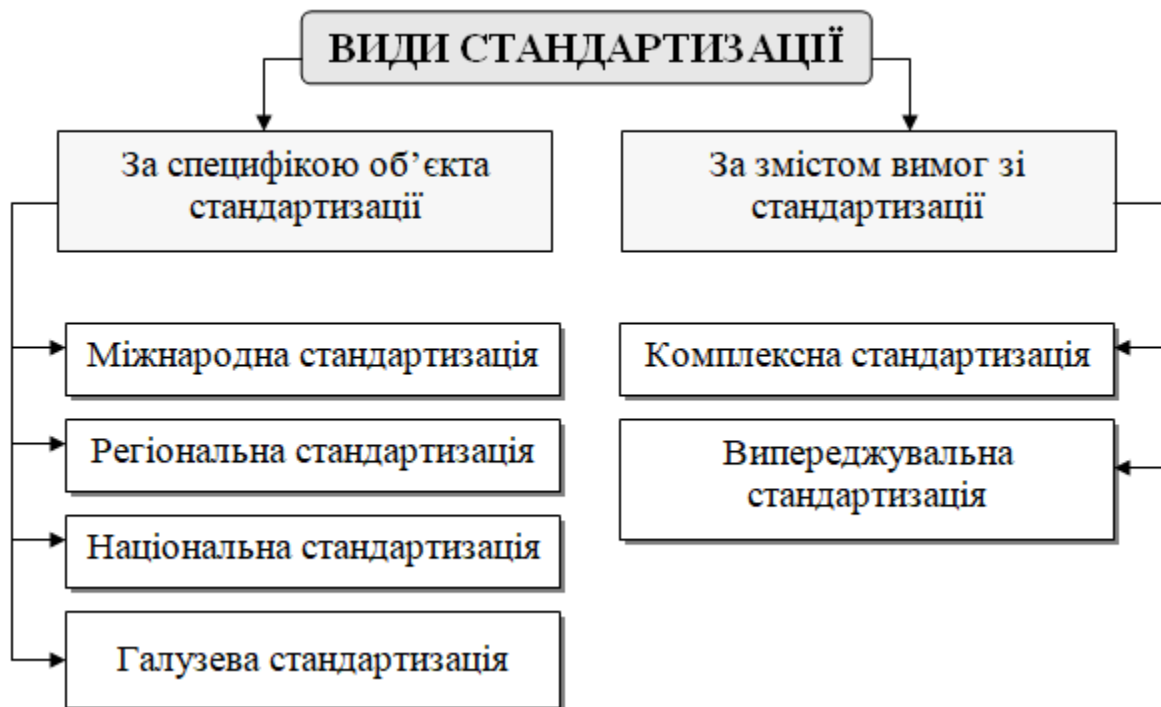 ВИДИ СТАНДАРТИЗАЦІЇ
За специфікою об’єкта
стандартизації
За змістом вимог зі
стандартизації
Міжнародна стандартизація
Регіональна стандартизація
Національна стандартизація
Галузева стандартизація
Комплексна стандартизація
Випереджувальна
стандартизація